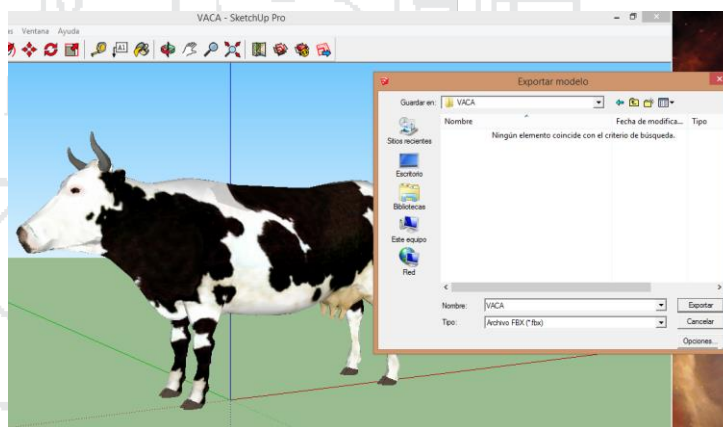 VACA - SketchUp Pro
as Ventana Ayuda
A1
Exportar modelo
Guardar en: VACA
Nombre Fecha de modifica... Tipo
Ningún elemento coincide con el criterio de búsqueda.
Sitios recientes
Escritorio
Bibliotecas
Este equipo
Red
Nombre: VACA Exportar
Tipo: Archivo FBX (*.fbx) Cancelar
Opciones...